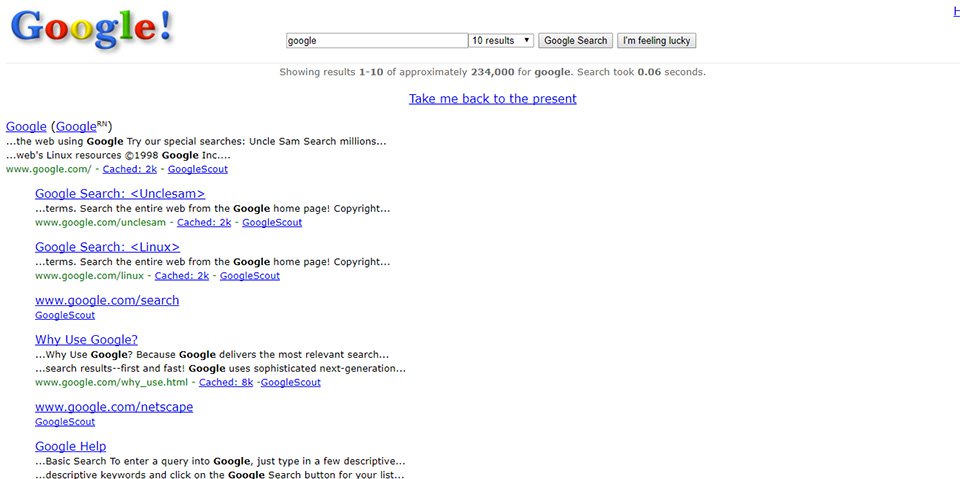 Google!
H
google 10 results Google Search I'm feeling lucky
Showing results 1-10 of approximately 234,000 for google. Search took 0.06 seconds.
Take me back to the present
Google (GoogleRN)
...the web using Google Try our special searches: Uncle Sam Search millions...
...web's Linux resources ©1998 Google Inc....
www.google.com/ - Cached: 2k - GoogleScout
Google Search: <Unclesam>
...terms. Search the entire web from the Google home page! Copyright...
www.google.com/unclesam - Cached: 2k - GoogleScout
Google Search: <Linux>
...terms. Search the entire web from the Google home page! Copyright...
www.google.com/linux - Cached: 2k - GoogleScout
www.google.com/search
GoogleScout
Why Use Google?
...Why Use Google? Because Google delivers the most relevant search...
...search results--first and fast! Google uses sophisticated next-generation...
www.google.com/why_use.html - Cached: 8k -GoogleScout
www.google.com/netscape
GoogleScout
Google Help
...Basic Search To enter a query into Google, just type in a few descriptive...
...descriptive keywords and click on the Google Search button for your list...